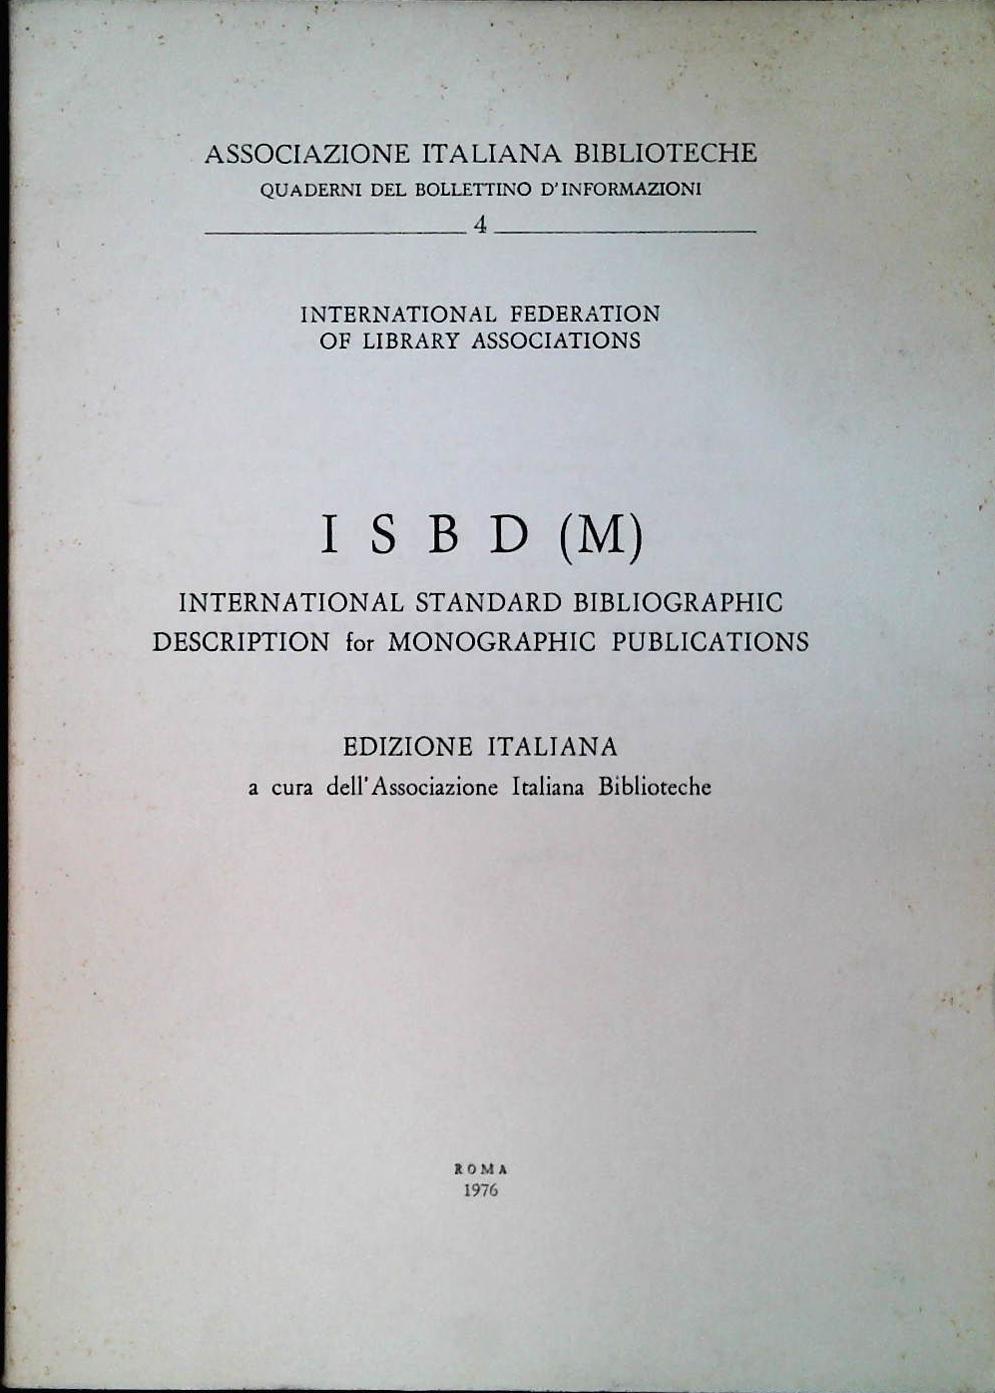 ASSOCIAZIONE ITALIANA BIBLIOTECHE
QUADERNI DEL BOLLETTINO D'INFORMAZIONI
4
INTERNATIONAL FEDERATION
OF LIBRARY ASSOCIATIONS
I S B D (M)
INTERNATIONAL STANDARD BIBLIOGRAPHIC
DESCRIPTION for MONOGRAPHIC PUBLICATIONS
EDIZIONE ITALIANA
a cura dell'Associazione Italiana Biblioteche
ROMA
1976